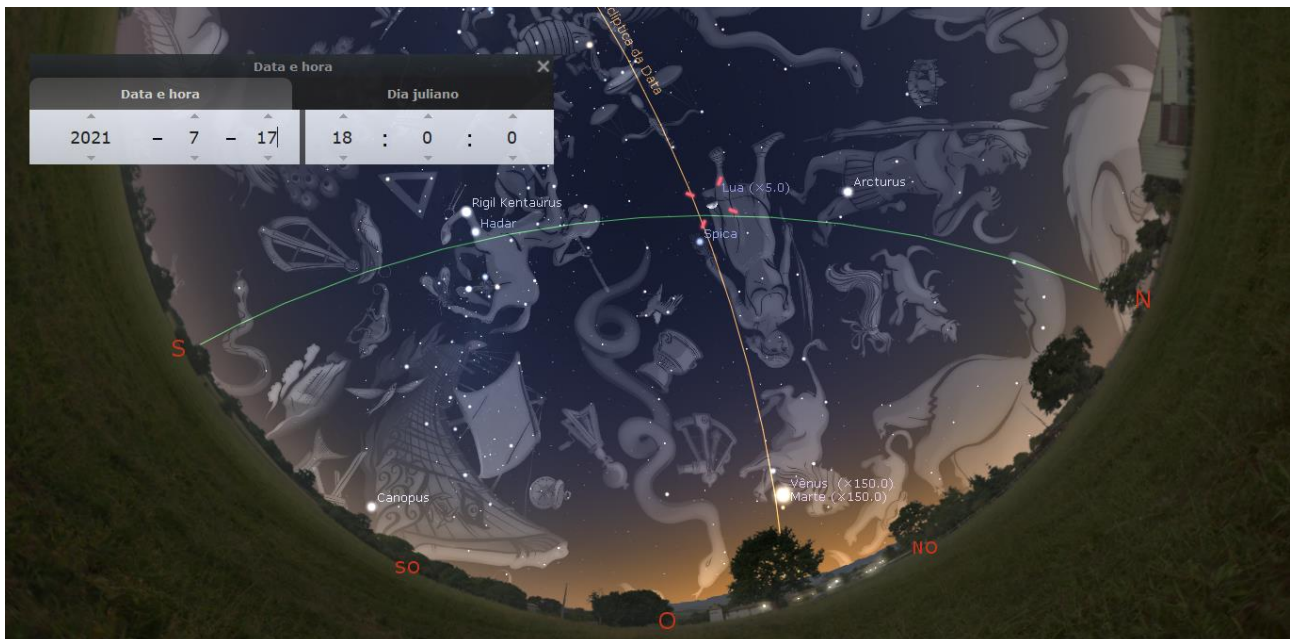 Data e hora
Data e hora
Dia juliano
2021 – 7 – 17
18 : 0 : 0
clíptica da Data
Lua (×5.0)
Arcturus
Rigil Kentaurus
Hadar
Spica
N
S
Vênus (×150.0)
Marte (×150.0)
Canopus
NO
SO
O